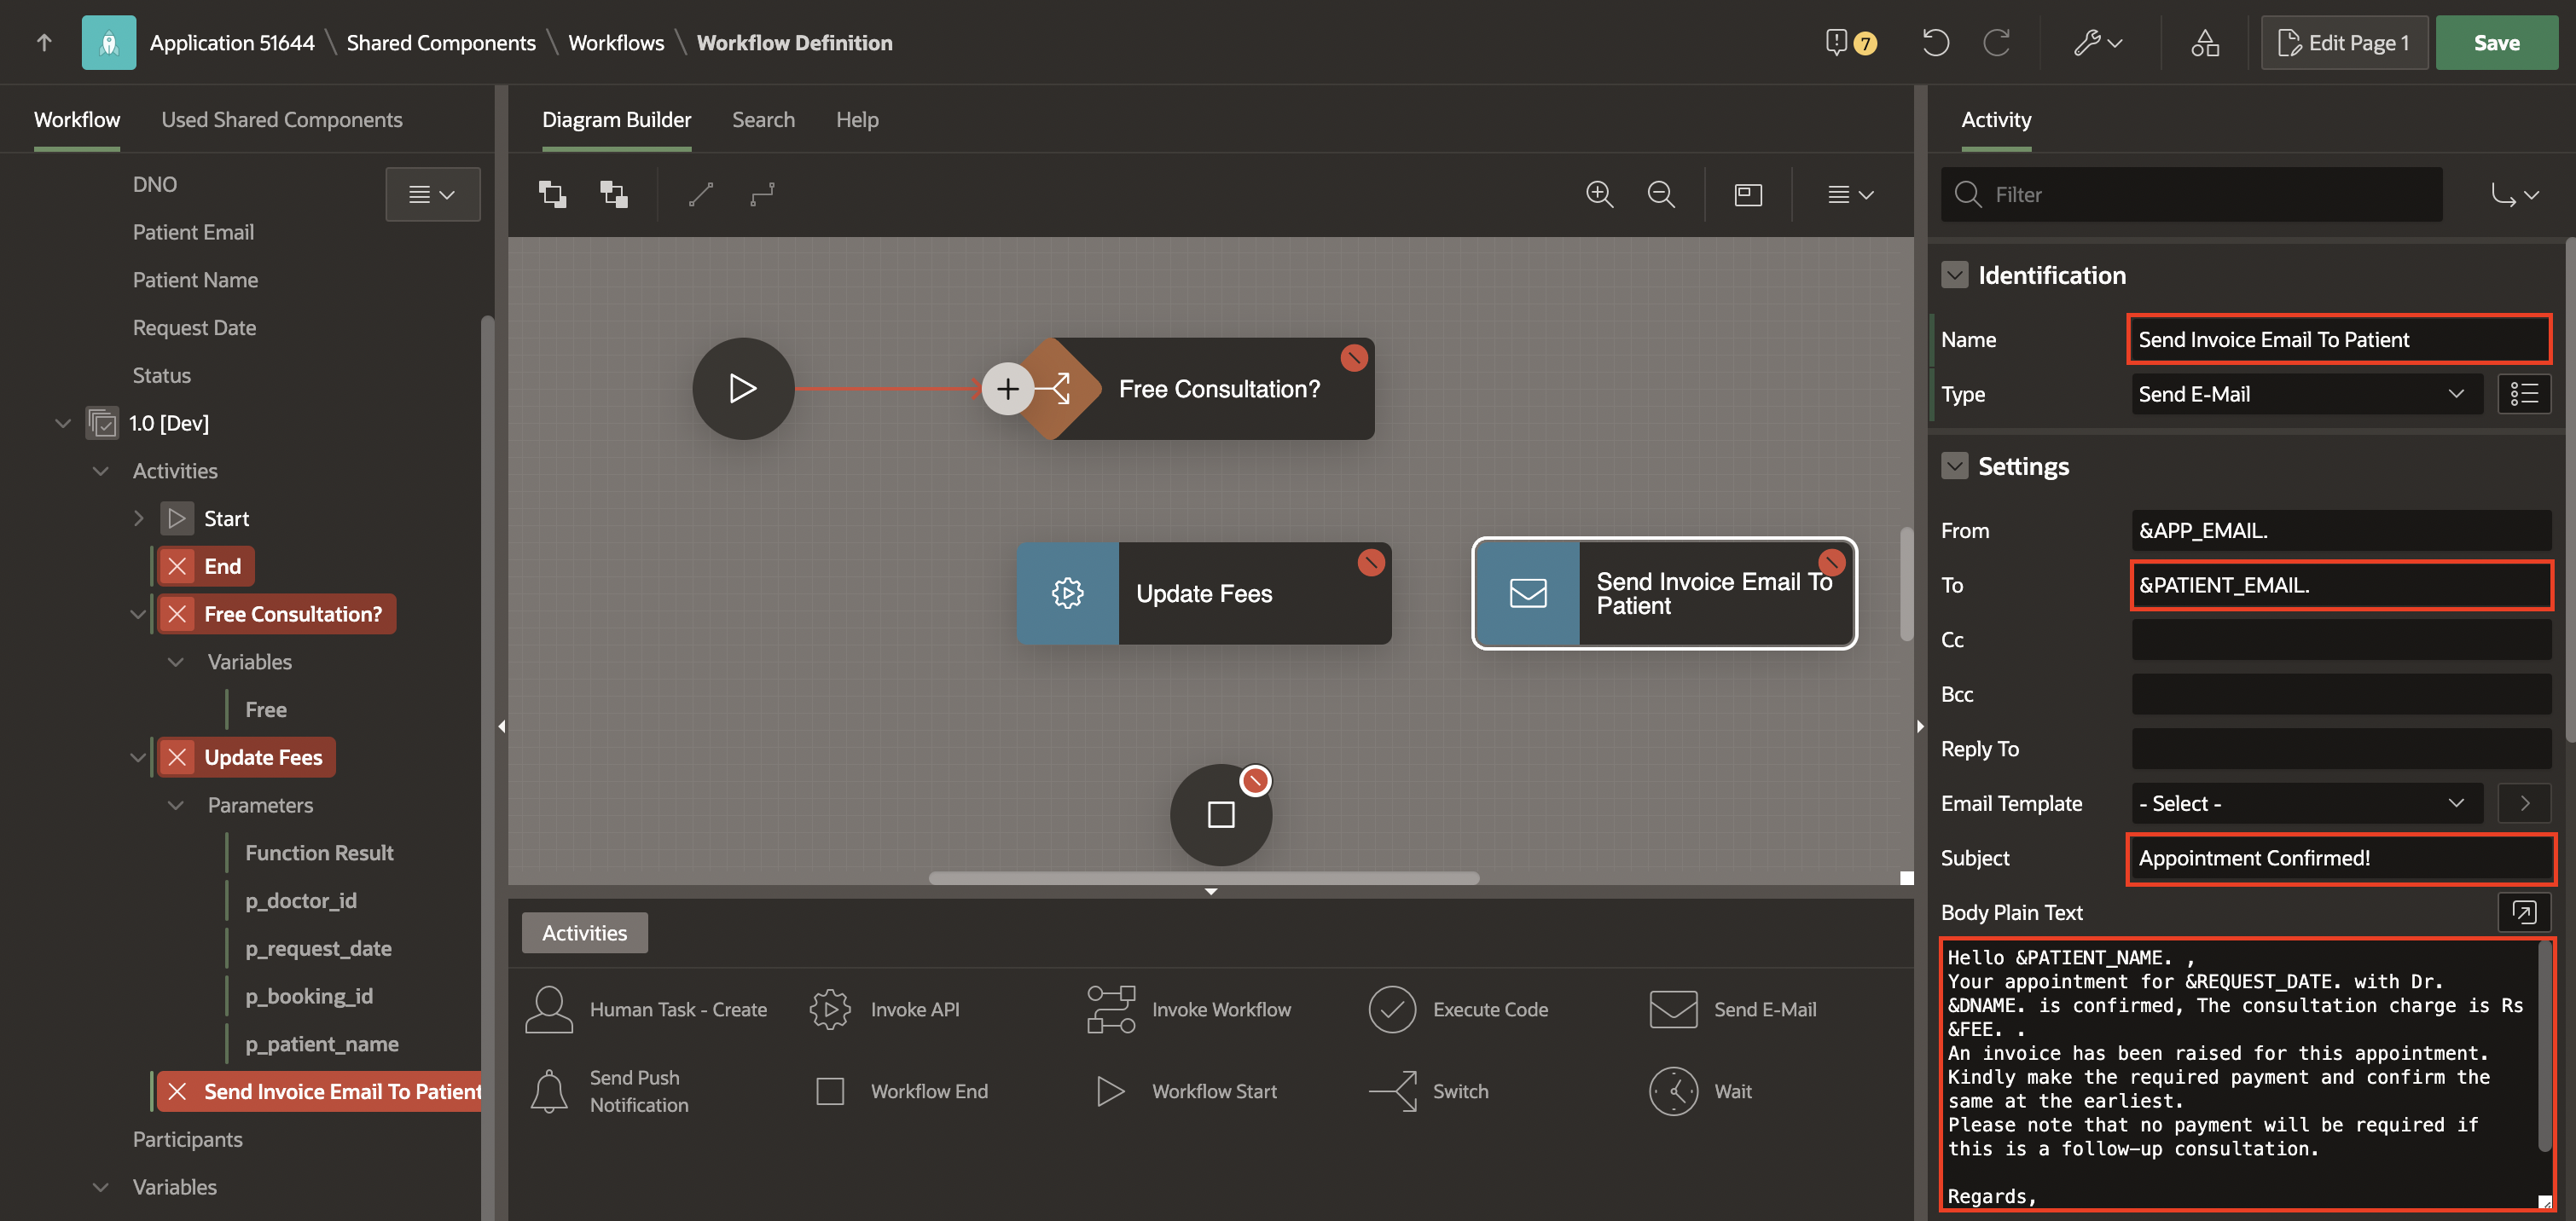 Application 51644 \ Shared Components \ Workflows \ Workflow Definition
7
Edit Page 1
Save
Workflow
Used Shared Components
DNO
Patient Email
Patient Name
Request Date
Status
1.0 [Dev]
Activities
Start
End
Free Consultation?
Variables
Free
Update Fees
Parameters
Function Result
p_doctor_id
p_request_date
p_booking_id
p_patient_name
Send Invoice Email To Patient
Participants
Variables
Diagram Builder
Search
Help
Free Consultation?
Update Fees
Send Invoice Email To
Patient
Activities
Human Task - Create
Invoke API
Invoke Workflow
Execute Code
Send E-Mail
Send Push
Notification
Workflow End
Workflow Start
Switch
Wait
Activity
Filter
Identification
Name
Send Invoice Email To Patient
Type
Send E-Mail
Settings
From
&APP_EMAIL.
To
&PATIENT_EMAIL.
Cc
Bcc
Reply To
Email Template
- Select -
Subject
Appointment Confirmed!
Body Plain Text
Hello &PATIENT_NAME. ,
Your appointment for &REQUEST_DATE. with Dr.
&DNAME. is confirmed, The consultation charge is Rs
&FEE. .
An invoice has been raised for this appointment.
Kindly make the required payment and confirm the
same at the earliest.
Please note that no payment will be required if
this is a follow-up consultation.
Regards,